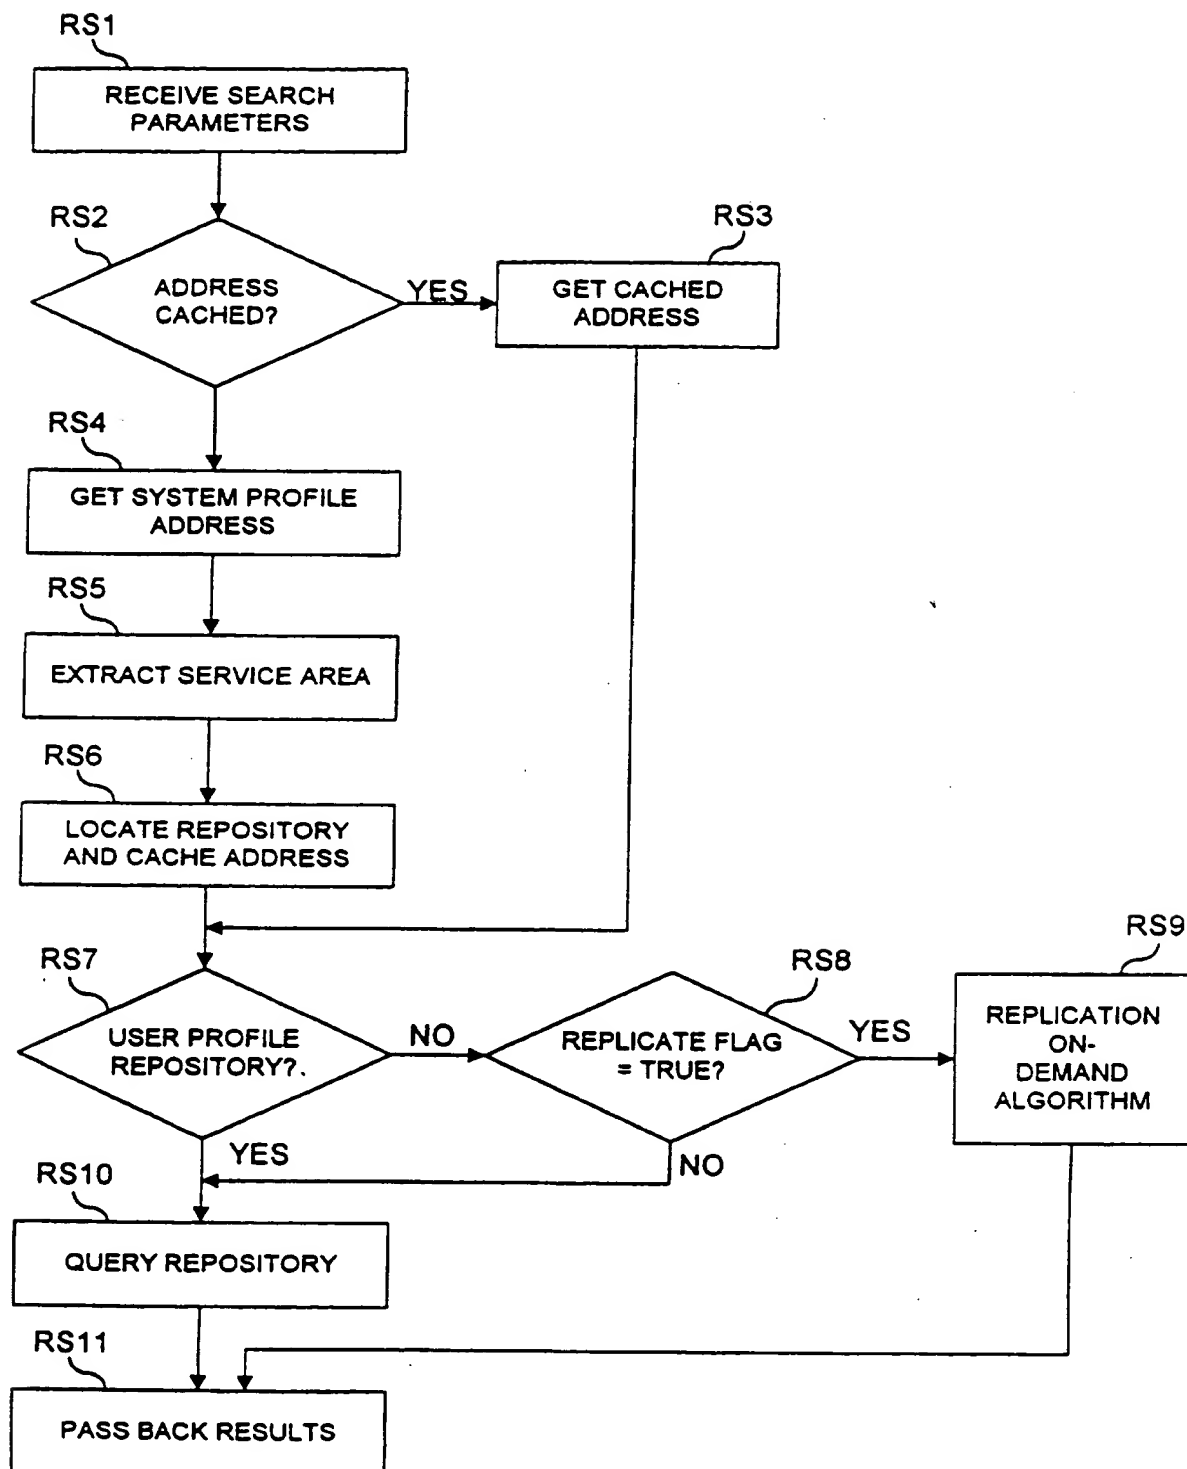 RS1
RECEIVE SEARCH
PARAMETERS
RS2
ADDRESS
CACHED?
YES
RS3
GET CACHED
ADDRESS
RS4
GET SYSTEM PROFILE
ADDRESS
RS5
EXTRACT SERVICE AREA
RS6
LOCATE REPOSITORY
AND CACHE ADDRESS
RS7
USER PROFILE
REPOSITORY?.
NO
RS8
REPLICATE FLAG
= TRUE?
YES
RS9
REPLICATION
ON-
DEMAND
ALGORITHM
YES
NO
RS10
QUERY REPOSITORY
RS11
PASS BACK RESULTS